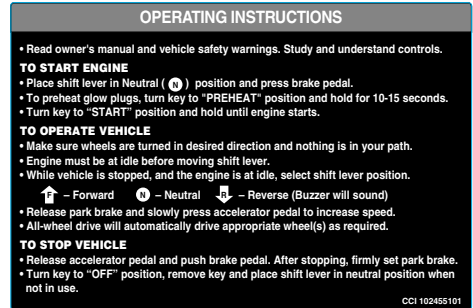 OPERATING INSTRUCTIONS
• Read owner's manual and vehicle safety warnings. Study and understand controls.
TO START ENGINE
• Place shift lever in Neutral ( N ) position and press brake pedal.
• To preheat glow plugs, turn key to "PREHEAT" position and hold for 10-15 seconds.
• Turn key to “START” position and hold until engine starts.
TO OPERATE VEHICLE
• Make sure wheels are turned in desired direction and nothing is in your path.
• Engine must be at idle before moving shift lever.
• While vehicle is stopped, and the engine is at idle, select shift lever position.
F – Forward N – Neutral R – Reverse (Buzzer will sound)
• Release park brake and slowly press accelerator pedal to increase speed.
• All-wheel drive will automatically drive appropriate wheel(s) as required.
TO STOP VEHICLE
• Release accelerator pedal and push brake pedal. After stopping, firmly set park brake.
• Turn key to “OFF” position, remove key and place shift lever in neutral position when
not in use.
CCI 102455101